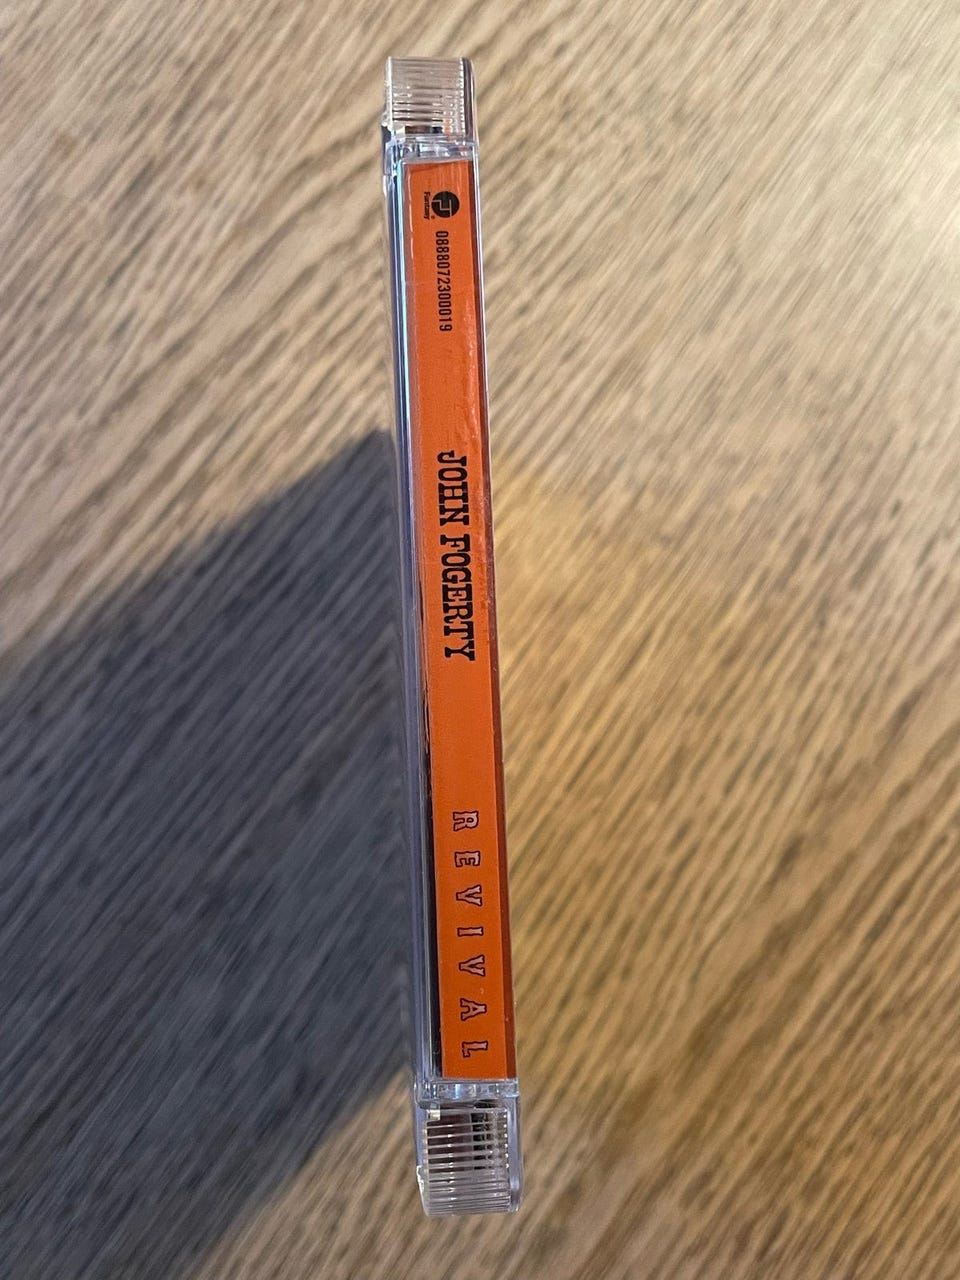 Fantasy
0888072300019
JOHN FOGERTY
REVIVAL